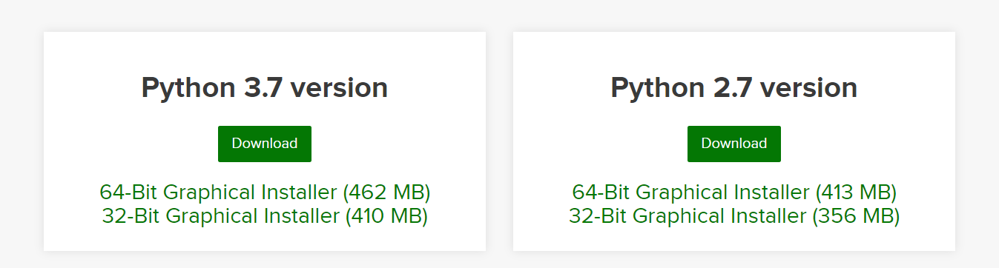 Python 3.7 version
Download
64-Bit Graphical Installer (462 MB)
32-Bit Graphical Installer (410 MB)
Python 2.7 version
Download
64-Bit Graphical Installer (413 MB)
32-Bit Graphical Installer (356 MB)